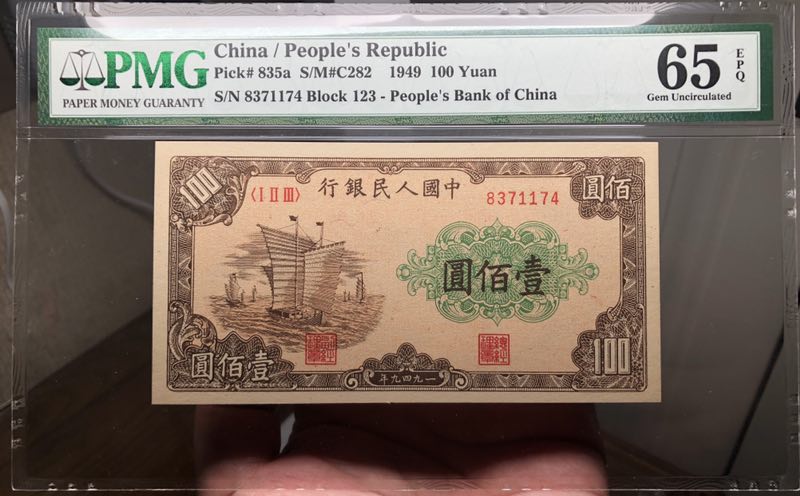 PMG
PAPER MONEY GUARANTY
China / People's Republic
Pick# 835a S/M#C282 1949 100 Yuan
S/N 8371174 Block 123 - People's Bank of China
65 EPQ
Gem Uncirculated
100
〈I II III〉
行銀民人國中
8371174
圓佰
圓佰壹
圓佰壹
年九四九一
100